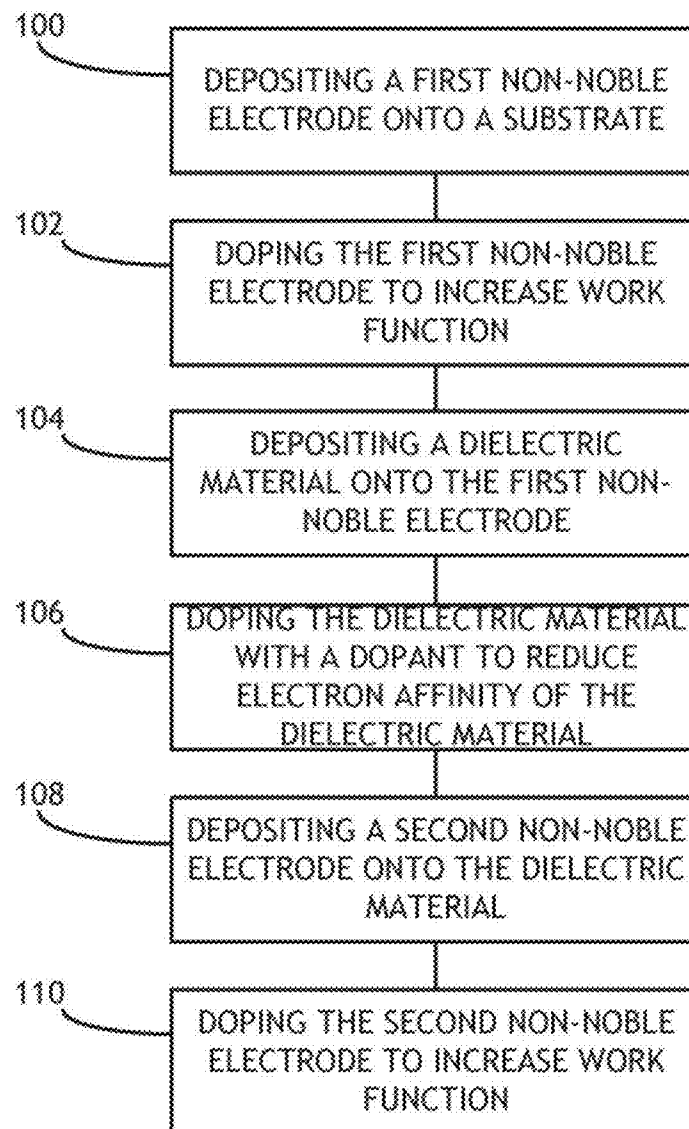 100
DEPOSITING A FIRST NON-NOBLE
ELECTRODE ONTO A SUBSTRATE
102
DOPING THE FIRST NON-NOBLE
ELECTRODE TO INCREASE WORK
FUNCTION
104
DEPOSITING A DIELECTRIC
MATERIAL ONTO THE FIRST NON-
NOBLE ELECTRODE
106
DOPING THE DIELECTRIC MATERIAL
WITH A DOPANT TO REDUCE
ELECTRON AFFINITY OF THE
DIELECTRIC MATERIAL
108
DEPOSITING A SECOND NON-NOBLE
ELECTRODE ONTO THE DIELECTRIC
MATERIAL
110
DOPING THE SECOND NON-NOBLE
ELECTRODE TO INCREASE WORK
FUNCTION